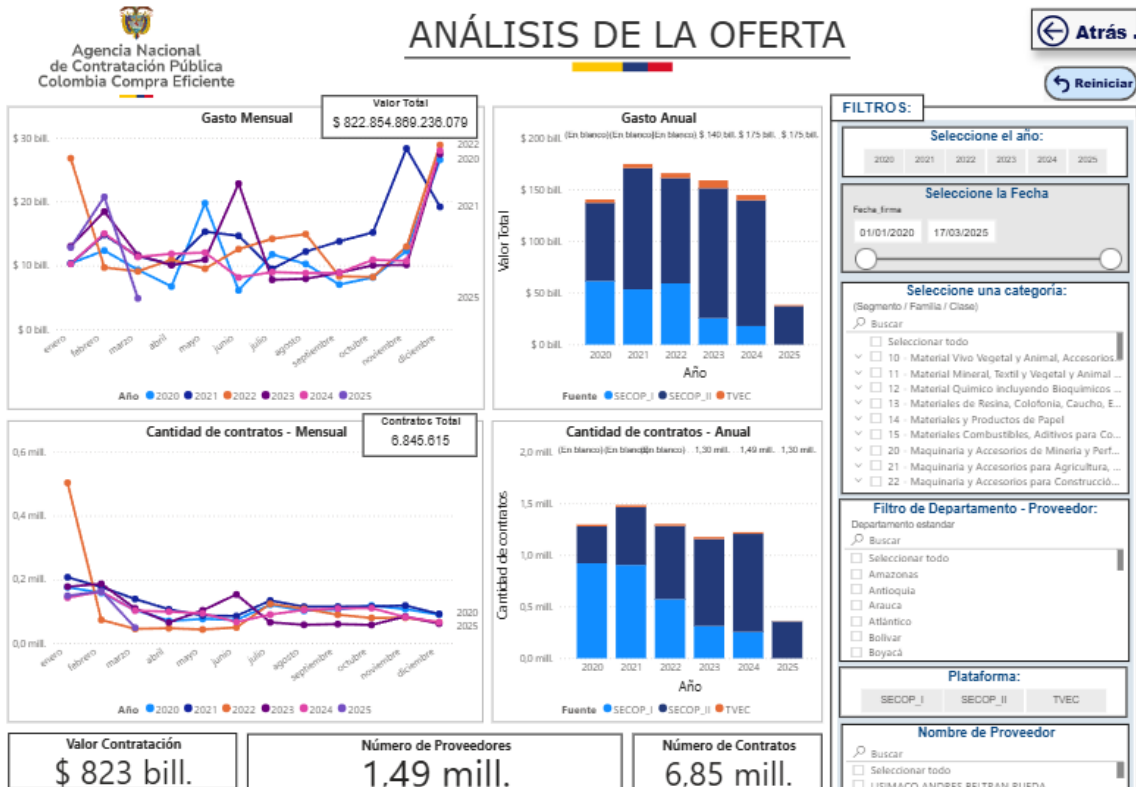 Agencia Nacional
de Contratación Pública
Colombia Compra Eficiente
ANÁLISIS DE LA OFERTA
Atrás .
Reiniciar
Gasto Mensual
Valor Total
$ 822.854.869.236.079
$ 30 bill.
$ 20 bill.
$ 10 bill.
$ 0 bill.
2022
2020
2021
2025
enero
febrero
marzo
abril
mayo
junio
julio
agosto
septiembre
octubre
noviembre
diciembre
Año 2020 2021 2022 2023 2024 2025
Gasto Anual
$ 200 bill. (En blanco) (En blanco) (En blanco) $ 140 bill. $ 175 bill. $ 175 bill.
$ 150 bill.
$ 100 bill.
$ 50 bill.
$ 0 bill.
Valor Total
2020 2021 2022 2023 2024 2025
Año
Fuente SECOP_I SECOP_II TVEC
Cantidad de contratos - Mensual
Contratos Total
6.845.615
0,6 mill.
0,4 mill.
0,2 mill.
0,0 mill.
2020
2025
enero
febrero
marzo
abril
mayo
junio
julio
agosto
septiembre
octubre
noviembre
diciembre
Año 2020 2021 2022 2023 2024 2025
Cantidad de contratos - Anual
2,0 mill. (En blanco) (En blanco) (En blanco) 1,30 mill. 1,49 mill. 1,30 mill.
1,5 mill.
1,0 mill.
0,5 mill.
0,0 mill.
Cantidad de contratos
2020 2021 2022 2023 2024 2025
Año
Fuente SECOP_I SECOP_II TVEC
Valor Contratación
$ 823 bill.
Número de Proveedores
1,49 mill.
Número de Contratos
6,85 mill.
FILTROS:
Seleccione el año:
2020 2021 2022 2023 2024 2025
Seleccione la Fecha
Fecha_firma
01/01/2020 17/03/2025
Seleccione una categoría:
(Segmento / Familia / Clase)
Buscar
Seleccionar todo
10 - Material Vivo Vegetal y Animal, Accesorios...
11 - Material Mineral, Textil y Vegetal y Animal ...
12 - Material Químico incluyendo Bioquímicos ...
13 - Materiales de Resina, Colofonia, Caucho, E...
14 - Materiales y Productos de Papel
15 - Materiales Combustibles, Aditivos para Co...
20 - Maquinaria y Accesorios de Minería y Perf...
21 - Maquinaria y Accesorios para Agricultura, ...
22 - Maquinaria y Accesorios para Construcció...
Filtro de Departamento - Proveedor:
Departamento estandar
Buscar
Seleccionar todo
Amazonas
Antioquia
Arauca
Atlántico
Bolívar
Boyacá
Plataforma:
SECOP_I SECOP_II TVEC
Nombre de Proveedor
Buscar
Seleccionar todo
ANDRES BELTRAN RUEDA